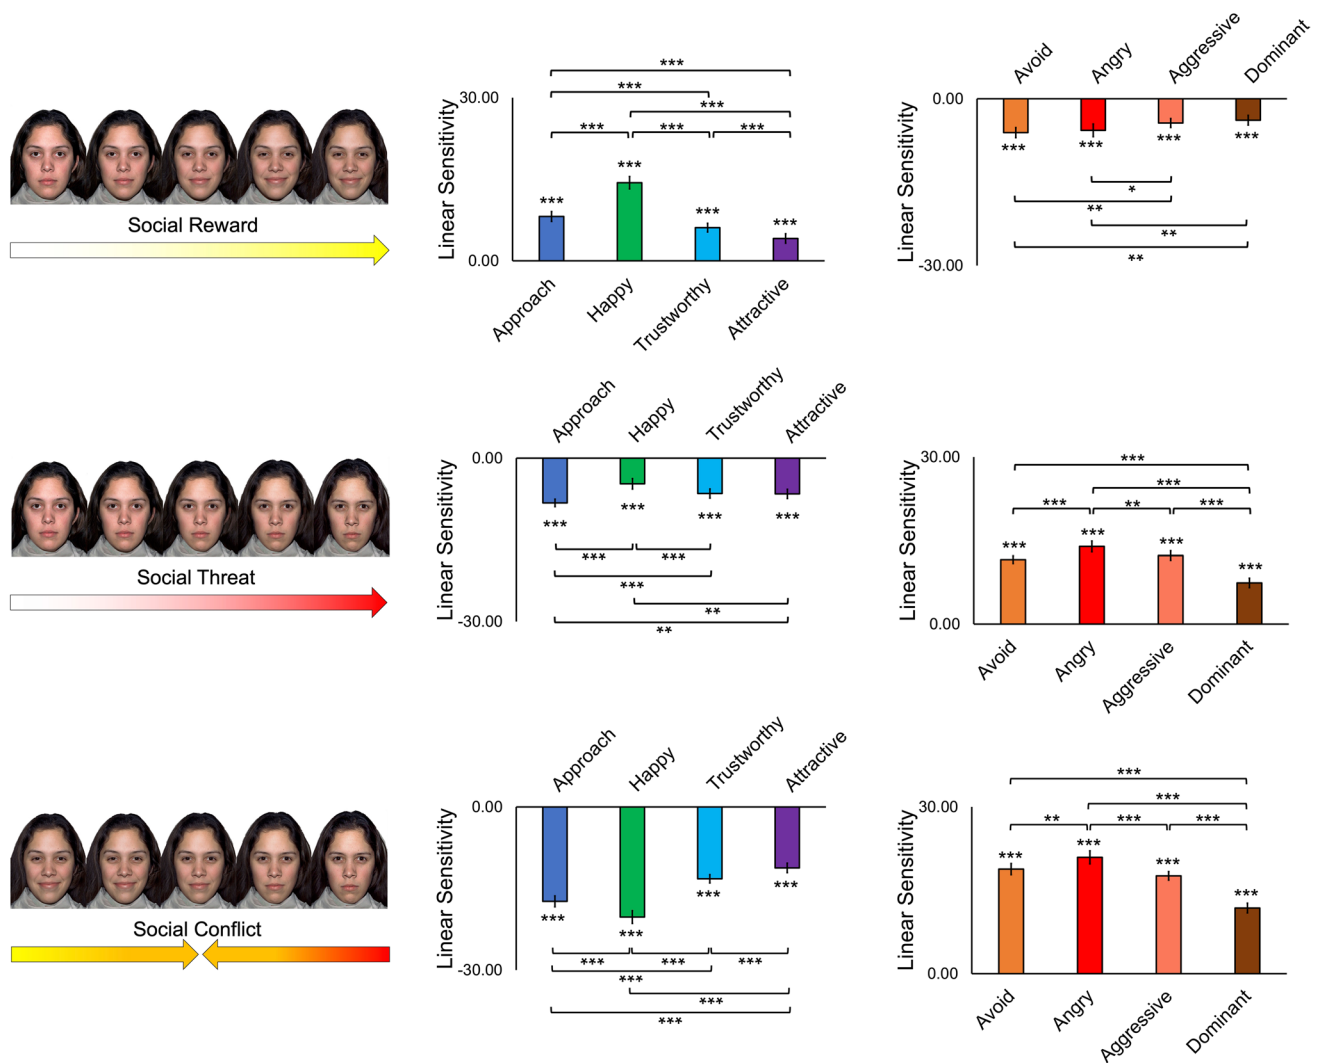 Social Reward
Linear Sensitivity
30.00
0.00
***
***
***
***
***
***
***
***
***
***
Approach
Happy
Trustworthy
Attractive
Linear Sensitivity
0.00
-30.00
Avoid
Angry
Aggressive
Dominant
***
***
***
***
*
**
**
**
Social Threat
Linear Sensitivity
0.00
-30.00
Approach
Happy
Trustworthy
Attractive
***
***
***
***
***
***
***
**
**
Linear Sensitivity
30.00
0.00
***
***
***
**
***
***
***
***
***
Avoid
Angry
Aggressive
Dominant
Social Conflict
Linear Sensitivity
0.00
-30.00
Approach
Happy
Trustworthy
Attractive
***
***
***
***
***
***
***
***
***
***
Linear Sensitivity
30.00
0.00
***
***
**
***
***
***
***
***
***
Avoid
Angry
Aggressive
Dominant